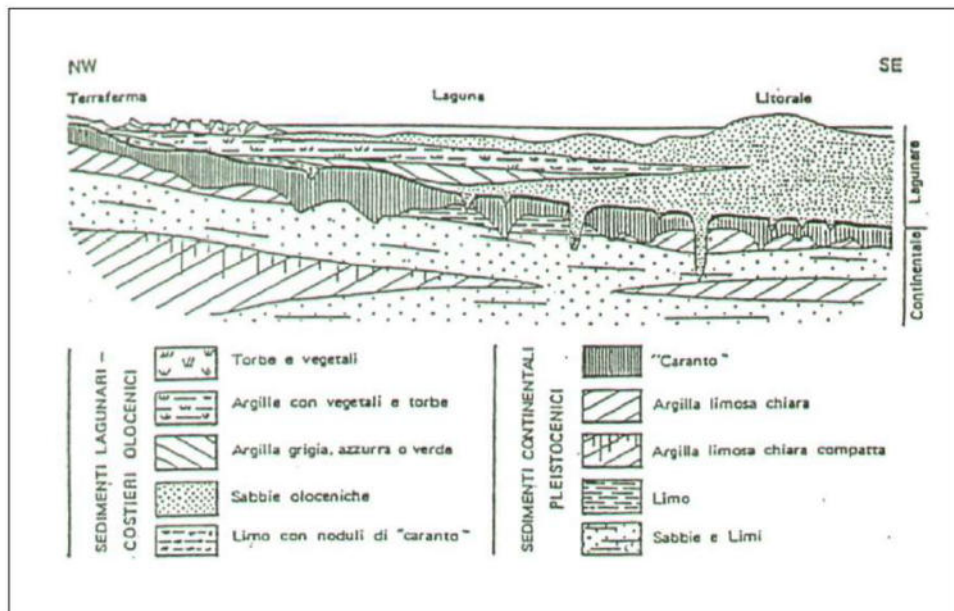 NW
SE
Terraferma
Laguna
Litorale
Lagunare
Continentale
SEDIMENTI LAGUNARI –
COSTIERI OLOCENICI
Torbe e vegetali
Argille con vegetali e torbe
Argilla grigia, azzurra o verde
Sabbie oloceniche
Limo con noduli di "caranto"
SEDIMENTI CONTINENTALI
PLEISTOCENICI
"Caranto"
Argilla limosa chiara
Argilla limosa chiara compatta
Limo
Sabbie e Limi